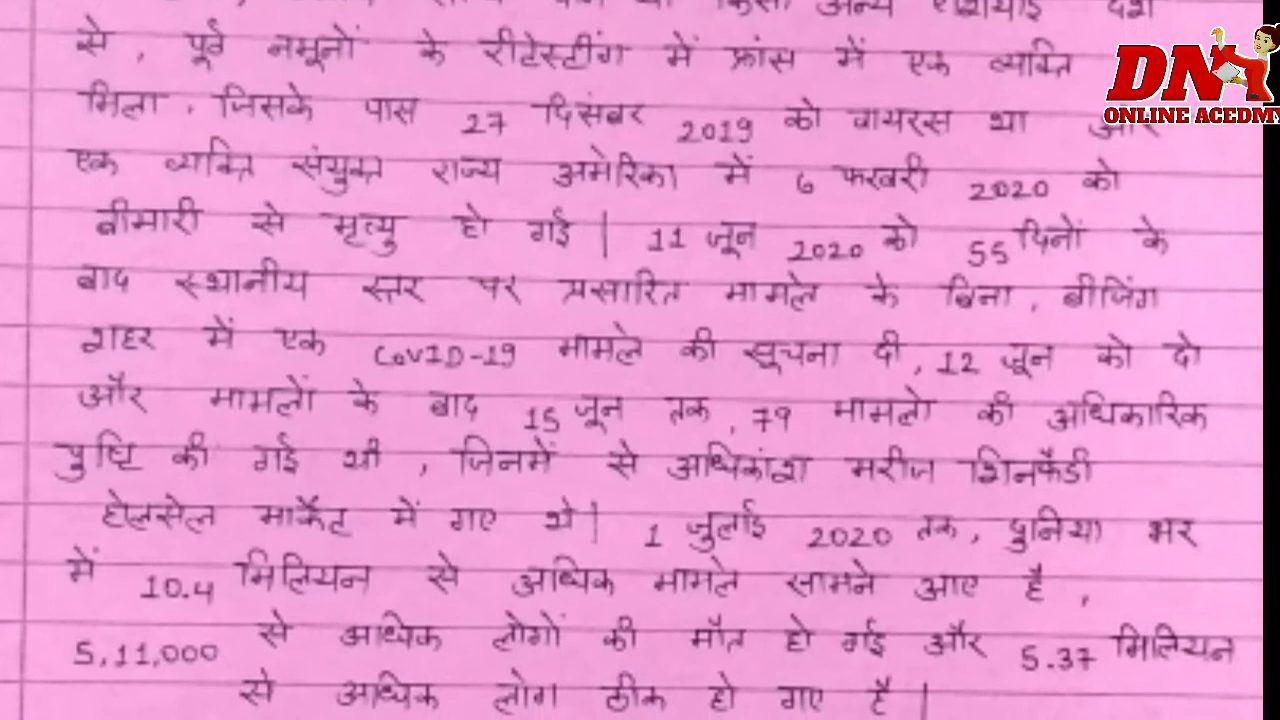 अन्य एशियाई देश
से, पूर्व नमूनों के रीटेस्टींग में फ्रांस में एक व्यक्ति
मिला, जिसके पास 27 दिसंबर 2019 को वायरस था और
एक व्यक्ति संयुक्त राज्य अमेरिका में 6 फरवरी 2020 को
बीमारी से मृत्यु हो गई | 11 जून 2020 को 55 दिनों के
बाद स्थानीय स्तर पर प्रसारित मामले के बिना, बीजिंग
शहर में एक COVID-19 मामले की सूचना दी, 12 जून को दो
और मामलों के बाद 15 जून तक, 79 मामलो की अधिकारिक
पुष्टि की गई थी, जिनमें से अधिकांश मरीज शिनफैडी
होलसेल मार्केट में गए थे| 1 जुलाई 2020 तक, दुनिया भर
में 10.4 मिलियन से अधिक मामले सामने आए है,
5,11,000 से अधिक लोगों की मौत हो गई और 5.37 मिलियन
से अधिक लोग ठीक हो गए है |
DN
ONLINE ACEDMY